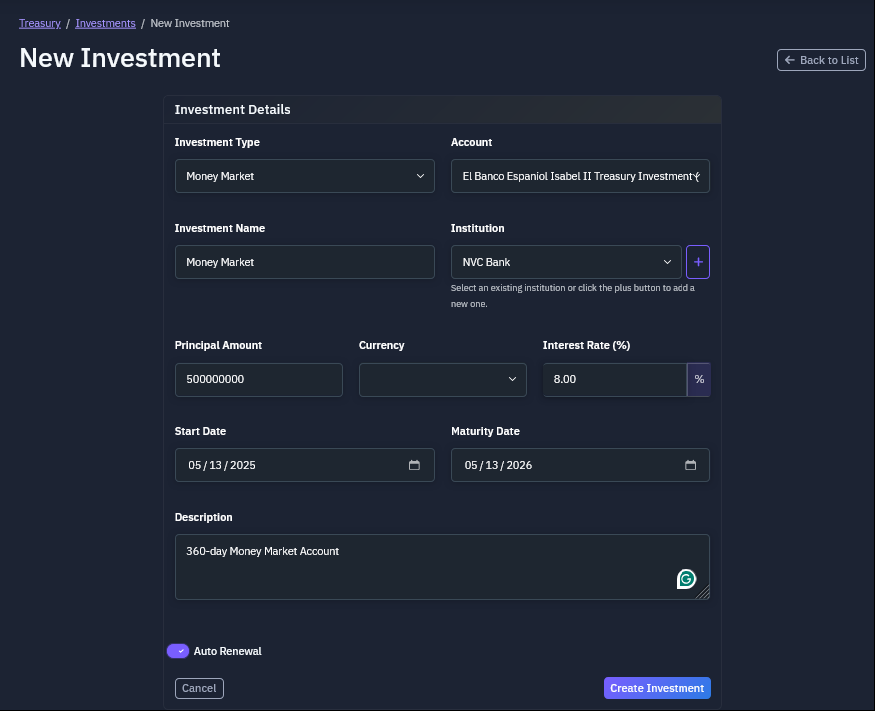 Treasury / Investments / New Investment
New Investment
← Back to List
Investment Details
Investment Type
Account
Money Market
El Banco Espaniol Isabel II Treasury Investment (
Investment Name
Institution
Money Market
NVC Bank
+
Select an existing institution or click the plus button to add a
new one.
Principal Amount
Currency
Interest Rate (%)
500000000
8.00
%
Start Date
Maturity Date
05/13/2025
05/13/2026
Description
360-day Money Market Account
Auto Renewal
Cancel
Create Investment